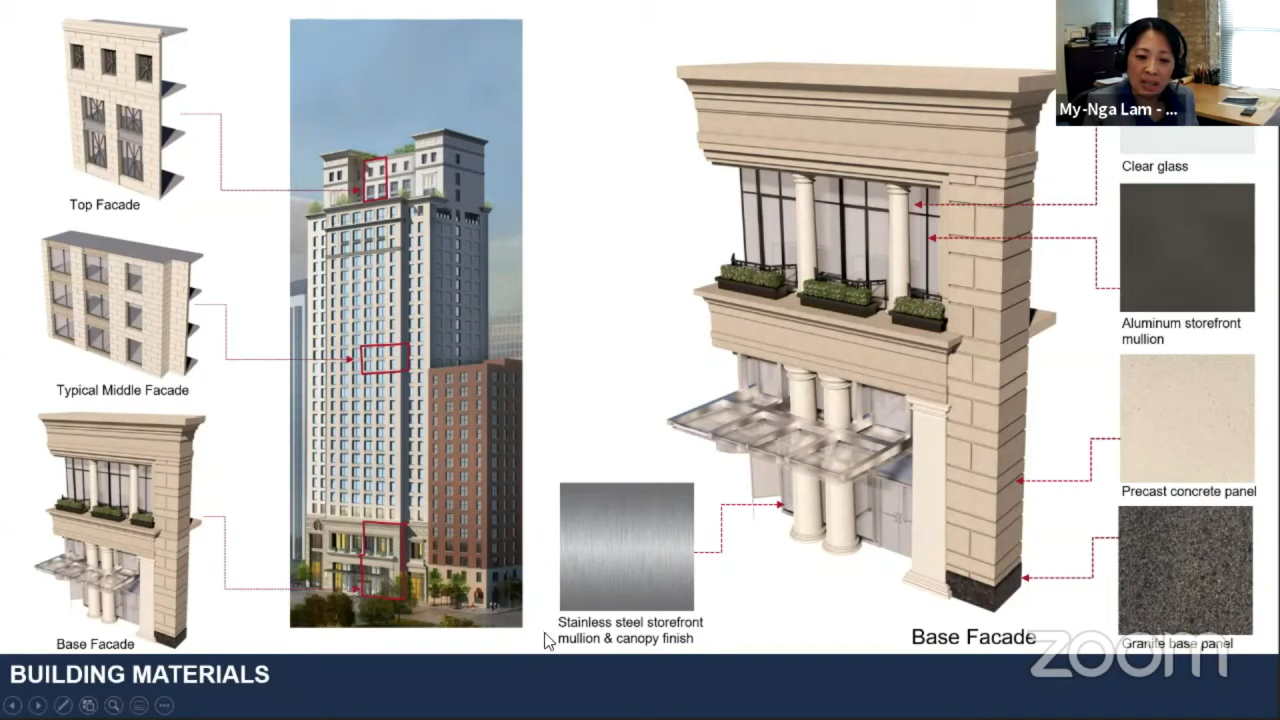 My-Nga Lam - ...
Top Facade
Typical Middle Facade
Base Facade
Clear glass
Aluminum storefront
mullion
Precast concrete panel
Stainless steel storefront
mullion & canopy finish
Base Facade
Granite base panel
zoom
BUILDING MATERIALS